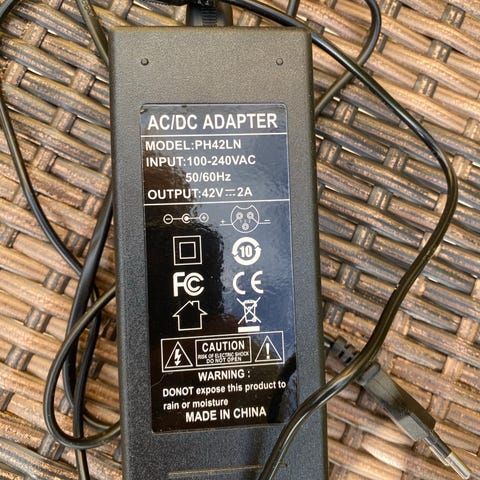 AC/DC ADAPTER
MODEL:PH42LN
INPUT:100-240VAC
50/60Hz
OUTPUT:42V⎓2A
- + +
- +
10
FC CE
CAUTION
RISK OF ELECTRIC SHOCK
DO NOT OPEN
WARNING :
DONOT expose this product to
rain or moisture
MADE IN CHINA